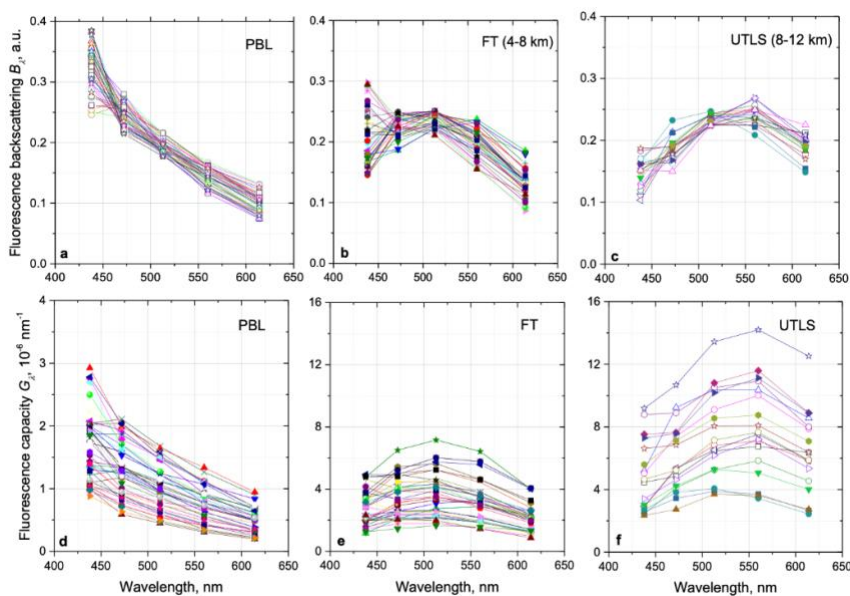 Fluorescence backscattering Bλ, a.u.
0.4
0.3
0.2
0.1
0.0
PBL
a
400 450 500 550 600 650
0.4
0.3
0.2
0.1
0.0
FT (4-8 km)
b
400 450 500 550 600 650
0.4
0.3
0.2
0.1
0.0
UTLS (8-12 km)
c
400 450 500 550 600 650
Fluorescence capacity Gλ, 10⁻⁶ nm⁻¹
4
3
2
1
0
PBL
d
400 450 500 550 600 650
Wavelength, nm
16
12
8
4
0
FT
e
400 450 500 550 600 650
Wavelength, nm
16
12
8
4
0
UTLS
f
400 450 500 550 600 650
Wavelength, nm